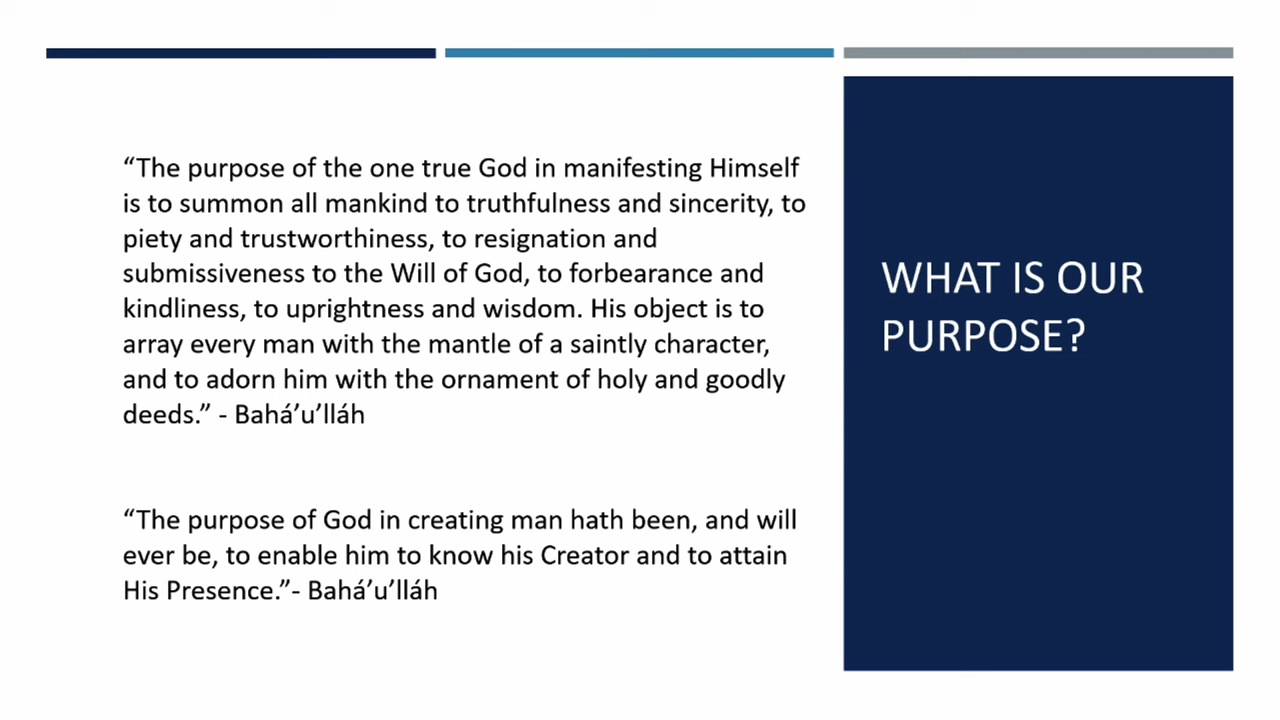 “The purpose of the one true God in manifesting Himself
is to summon all mankind to truthfulness and sincerity, to
piety and trustworthiness, to resignation and
submissiveness to the Will of God, to forbearance and
kindliness, to uprightness and wisdom. His object is to
array every man with the mantle of a saintly character,
and to adorn him with the ornament of holy and goodly
deeds.” - Bahá’u’lláh
“The purpose of God in creating man hath been, and will
ever be, to enable him to know his Creator and to attain
His Presence.”- Bahá’u’lláh
WHAT IS OUR
PURPOSE?